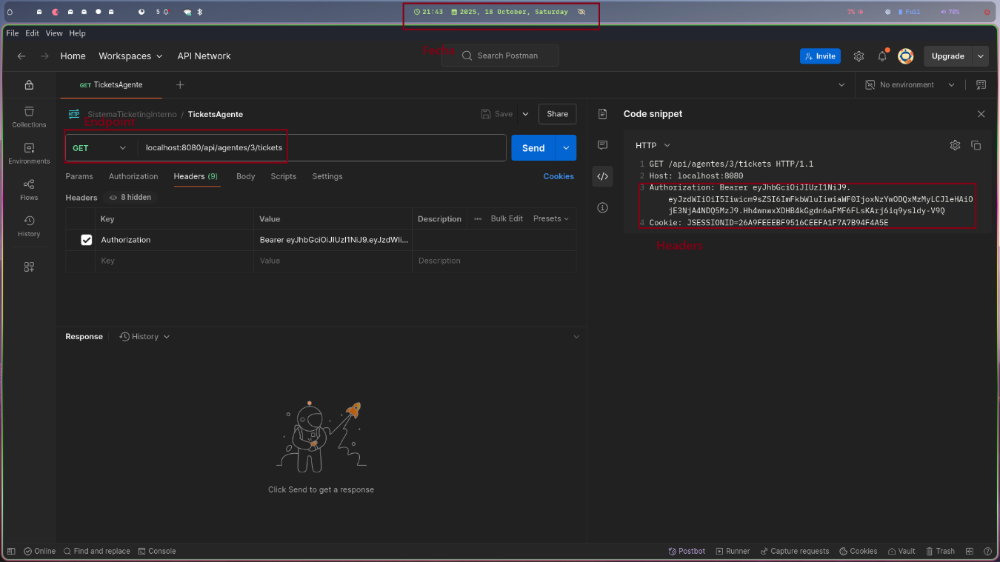 5
21:43 2025, 18 October, Saturday
7%
Full
70%
File Edit View Help
Home Workspaces API Network
Fecha
Search Postman
Invite
Upgrade
GET TicketsAgente
No environment
Collections
Environments
Flows
History
HTTP SistemaTicketingInterno / TicketsAgente
Endpoint
Save
Share
GET localhost:8080/api/agentes/3/tickets
Send
Params Authorization Headers (9) Body Scripts Settings
Cookies
Headers 8 hidden
Key Value Description Bulk Edit Presets
Authorization Bearer eyJhbGciOiJIUzI1NiJ9.eyJzdWIi...
Key Value Description
Response History
Click Send to get a response
Code snippet
HTTP
1 GET /api/agentes/3/tickets HTTP/1.1
2 Host: localhost:8080
3 Authorization: Bearer eyJhbGciOiJIUzI1NiJ9.
eyJzdWIiOiI5Iiwicm9sZSI6ImFkbWluIiwiaWF0IjoxNzYwODQxMzMyLCJleHAiO
jE3NjA4NDQ5MzJ9.Hh4wnwxXDHB4kGgdn6aFMF6FLsKArj6iq9ysldy-V9Q
4 Cookie: JSESSIONID=26A9FEEEBF9516CEEFA1F7A7B94F4A5E
Headers
Online Find and replace Console
Postbot Runner Capture requests Cookies Vault Trash